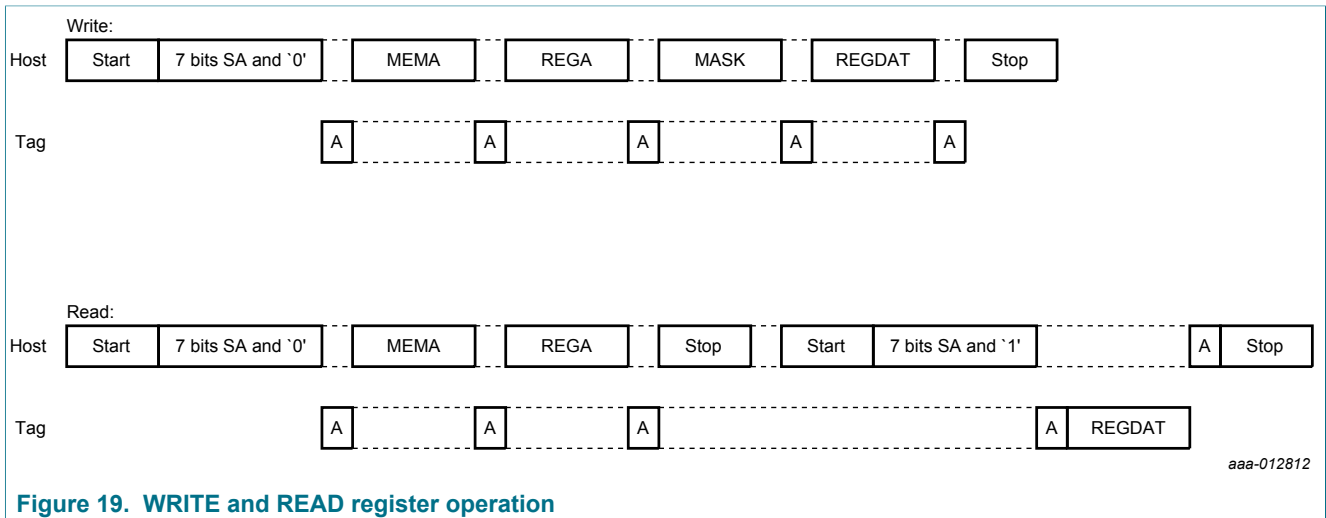 Write:
Host Start 7 bits SA and `0' MEMA REGA MASK REGDAT Stop
Tag A A A A A
Read:
Host Start 7 bits SA and `0' MEMA REGA Stop Start 7 bits SA and `1' A Stop
Tag A A A A REGDAT
aaa-012812
Figure 19. WRITE and READ register operation